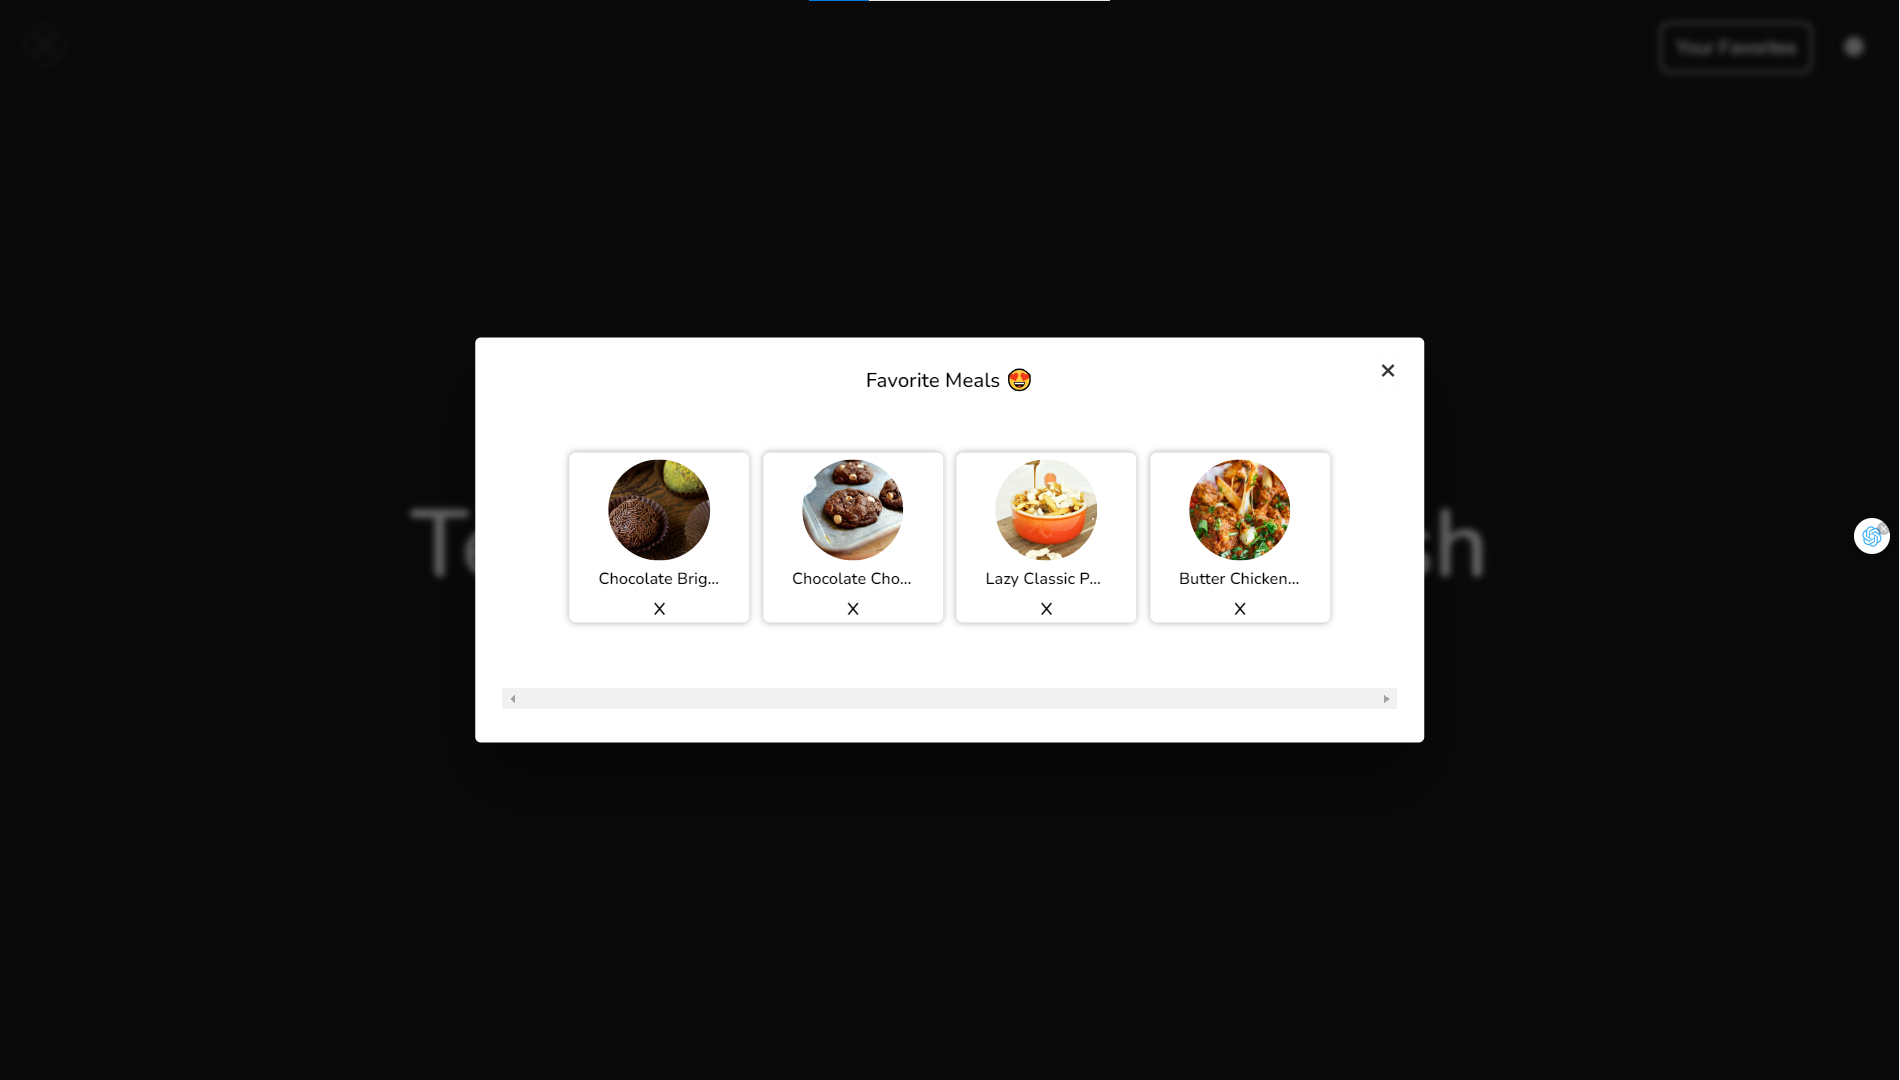 Your Favorites
Favorite Meals 😍
Chocolate Brig...
X
Chocolate Cho...
X
Lazy Classic P...
X
Butter Chicken...
X